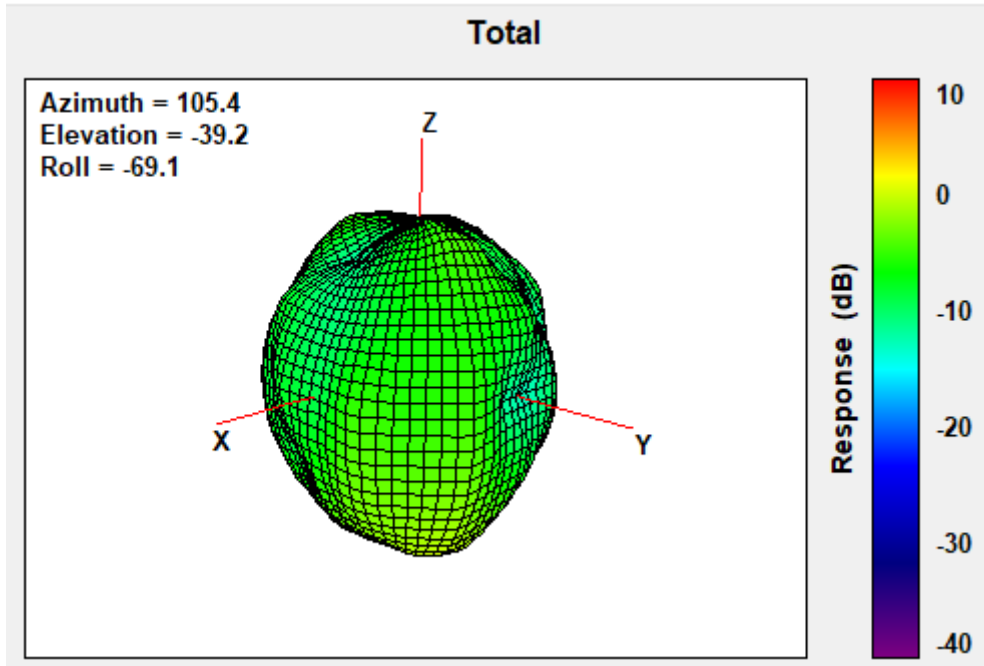 Total
Azimuth = 105.4
Elevation = -39.2
Roll = -69.1
Z
X
Y
10
0
-10
-20
-30
-40
Response (dB)